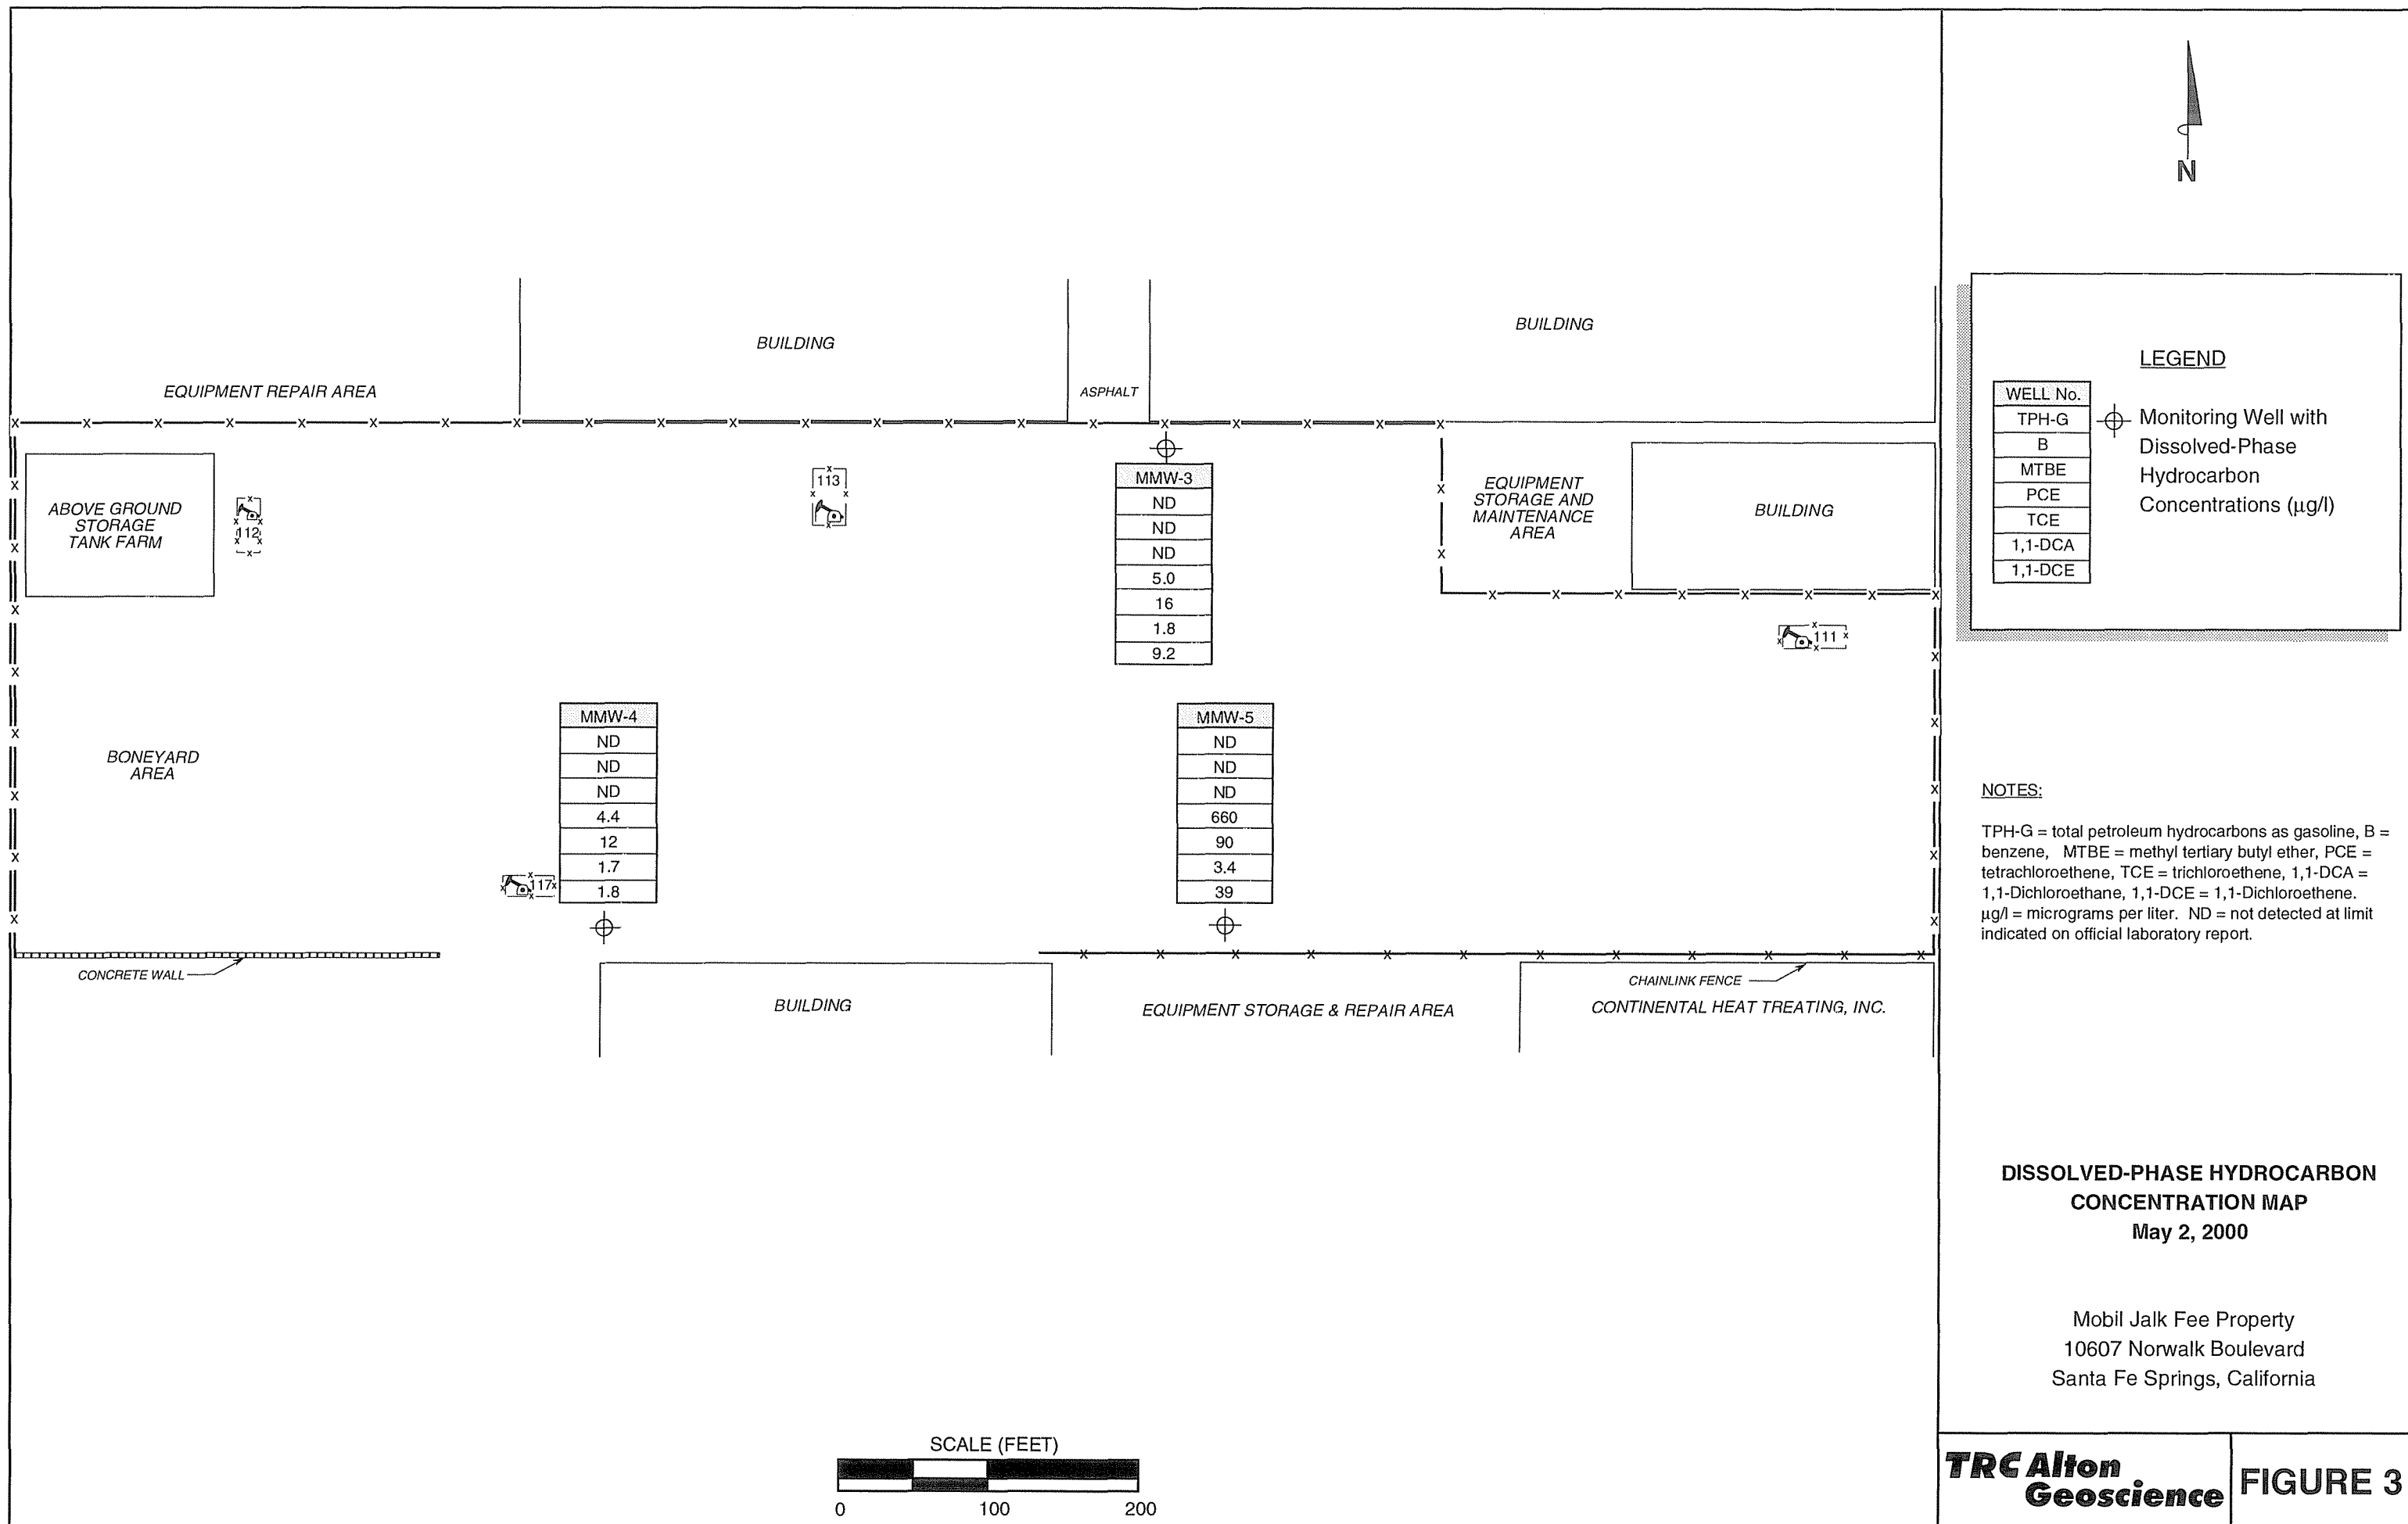 N
BUILDING
BUILDING
EQUIPMENT REPAIR AREA
ASPHALT
ABOVE GROUND
STORAGE
TANK FARM
112
113
MMW-3
ND
ND
ND
5.0
16
1.8
9.2
EQUIPMENT
STORAGE AND
MAINTENANCE
AREA
BUILDING
111
BONEYARD
AREA
MMW-4
ND
ND
ND
4.4
12
1.7
1.8
117
MMW-5
ND
ND
ND
660
90
3.4
39
CONCRETE WALL
BUILDING
EQUIPMENT STORAGE & REPAIR AREA
CHAINLINK FENCE
CONTINENTAL HEAT TREATING, INC.
SCALE (FEET)
0 100 200
LEGEND
WELL No.
TPH-G
B
MTBE
PCE
TCE
1,1-DCA
1,1-DCE
Monitoring Well with
Dissolved-Phase
Hydrocarbon
Concentrations (µg/l)
NOTES:
TPH-G = total petroleum hydrocarbons as gasoline, B =
benzene, MTBE = methyl tertiary butyl ether, PCE =
tetrachloroethene, TCE = trichloroethene, 1,1-DCA =
1,1-Dichloroethane, 1,1-DCE = 1,1-Dichloroethene.
µg/l = micrograms per liter. ND = not detected at limit
indicated on official laboratory report.
DISSOLVED-PHASE HYDROCARBON
CONCENTRATION MAP
May 2, 2000
Mobil Jalk Fee Property
10607 Norwalk Boulevard
Santa Fe Springs, California
TRC Alton
Geoscience
FIGURE 3